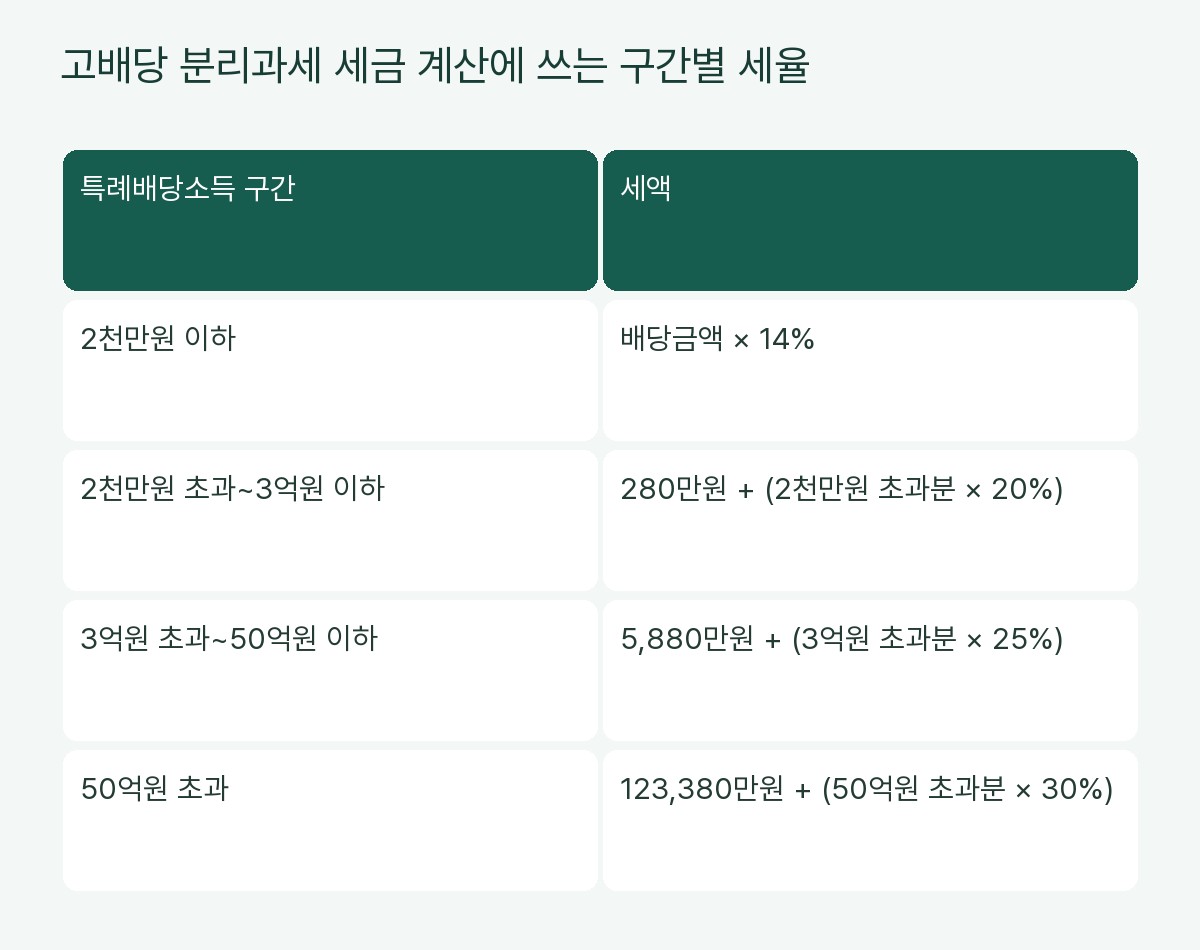 고배당 분리과세 세금 계산에 쓰는 구간별 세율
특례배당소득 구간 세액
2천만원 이하 배당금액 × 14%
2천만원 초과~3억원 이하 280만원 + (2천만원 초과분 × 20%)
3억원 초과~50억원 이하 5,880만원 + (3억원 초과분 × 25%)
50억원 초과 123,380만원 + (50억원 초과분 × 30%)